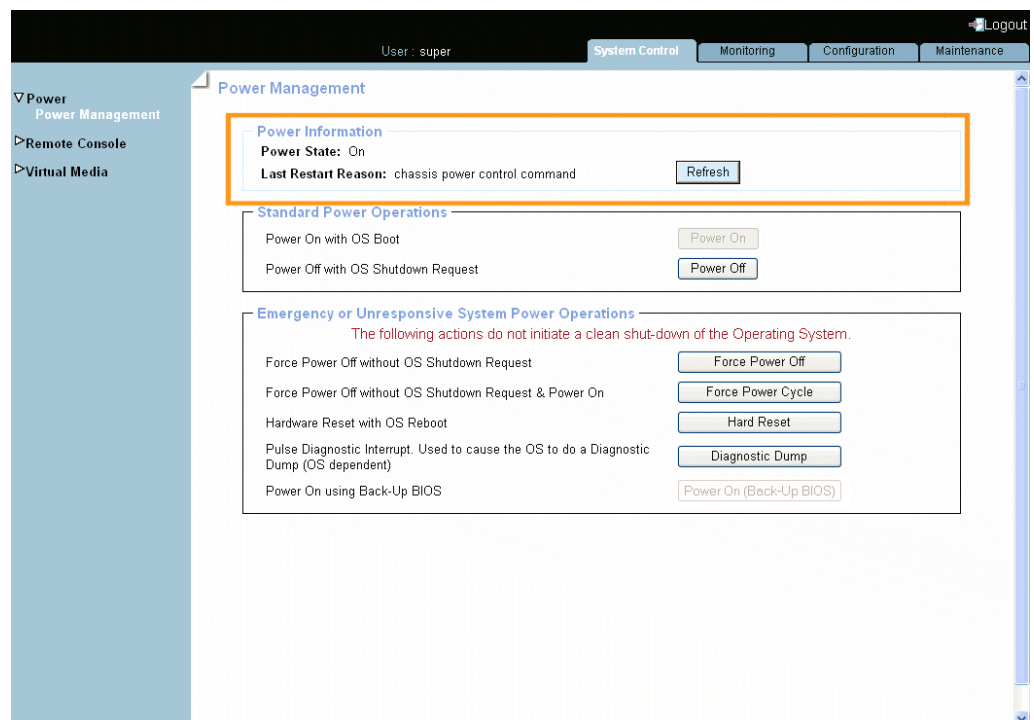 Logout
User : super
System Control
Monitoring
Configuration
Maintenance
Power
Power Management
Remote Console
Virtual Media
Power Management
Power Information
Power State: On
Last Restart Reason: chassis power control command
Refresh
Standard Power Operations
Power On with OS Boot
Power On
Power Off with OS Shutdown Request
Power Off
Emergency or Unresponsive System Power Operations
The following actions do not initiate a clean shut-down of the Operating System.
Force Power Off without OS Shutdown Request
Force Power Off
Force Power Off without OS Shutdown Request & Power On
Force Power Cycle
Hardware Reset with OS Reboot
Hard Reset
Pulse Diagnostic Interrupt. Used to cause the OS to do a Diagnostic
Dump (OS dependent)
Diagnostic Dump
Power On using Back-Up BIOS
Power On (Back-Up BIOS)